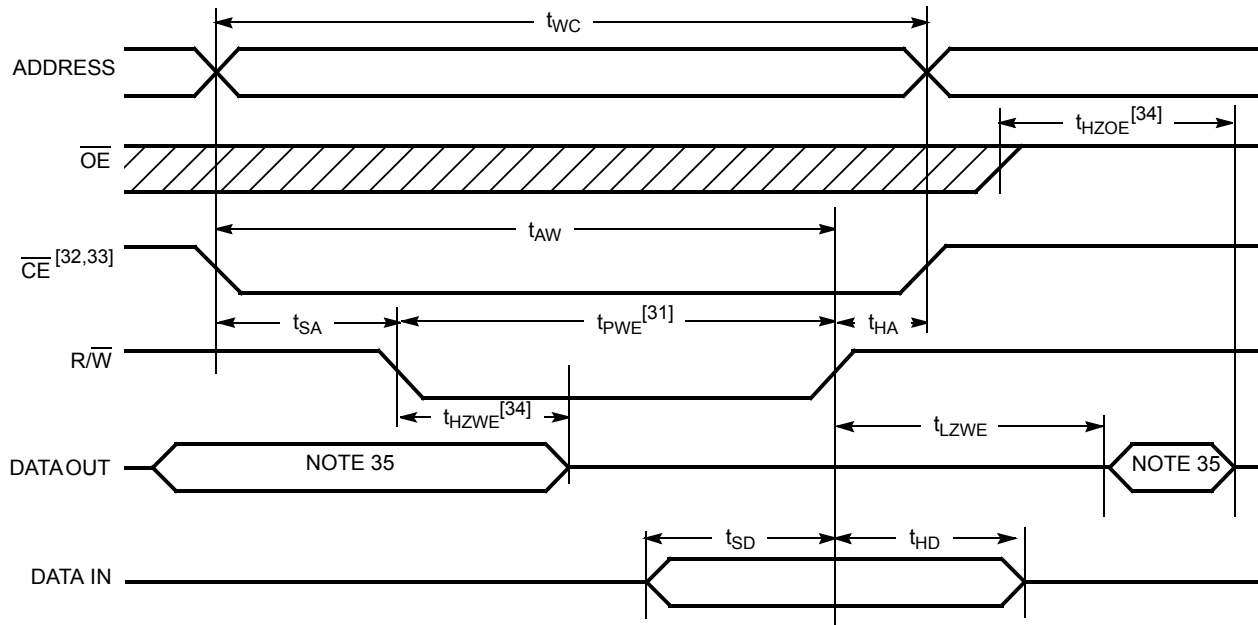 tWC
ADDRESS
tHZOE[34]
OE
tAW
CE [32,33]
tSA
tPWE[31]
tHA
R/W
tHZWE[34]
tLZWE
DATA OUT
NOTE 35
NOTE 35
tSD
tHD
DATA IN